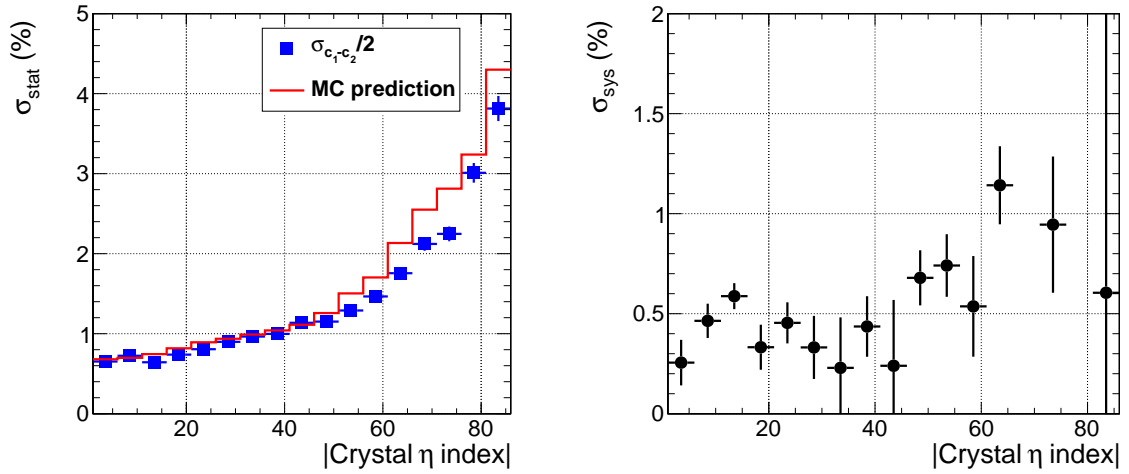 σstat (%)
5
4
3
2
1
0
σc1-c2/2
MC prediction
20 40 60 80
|Crystal η index|
σsys (%)
2
1.5
1
0.5
0
20 40 60 80
|Crystal η index|